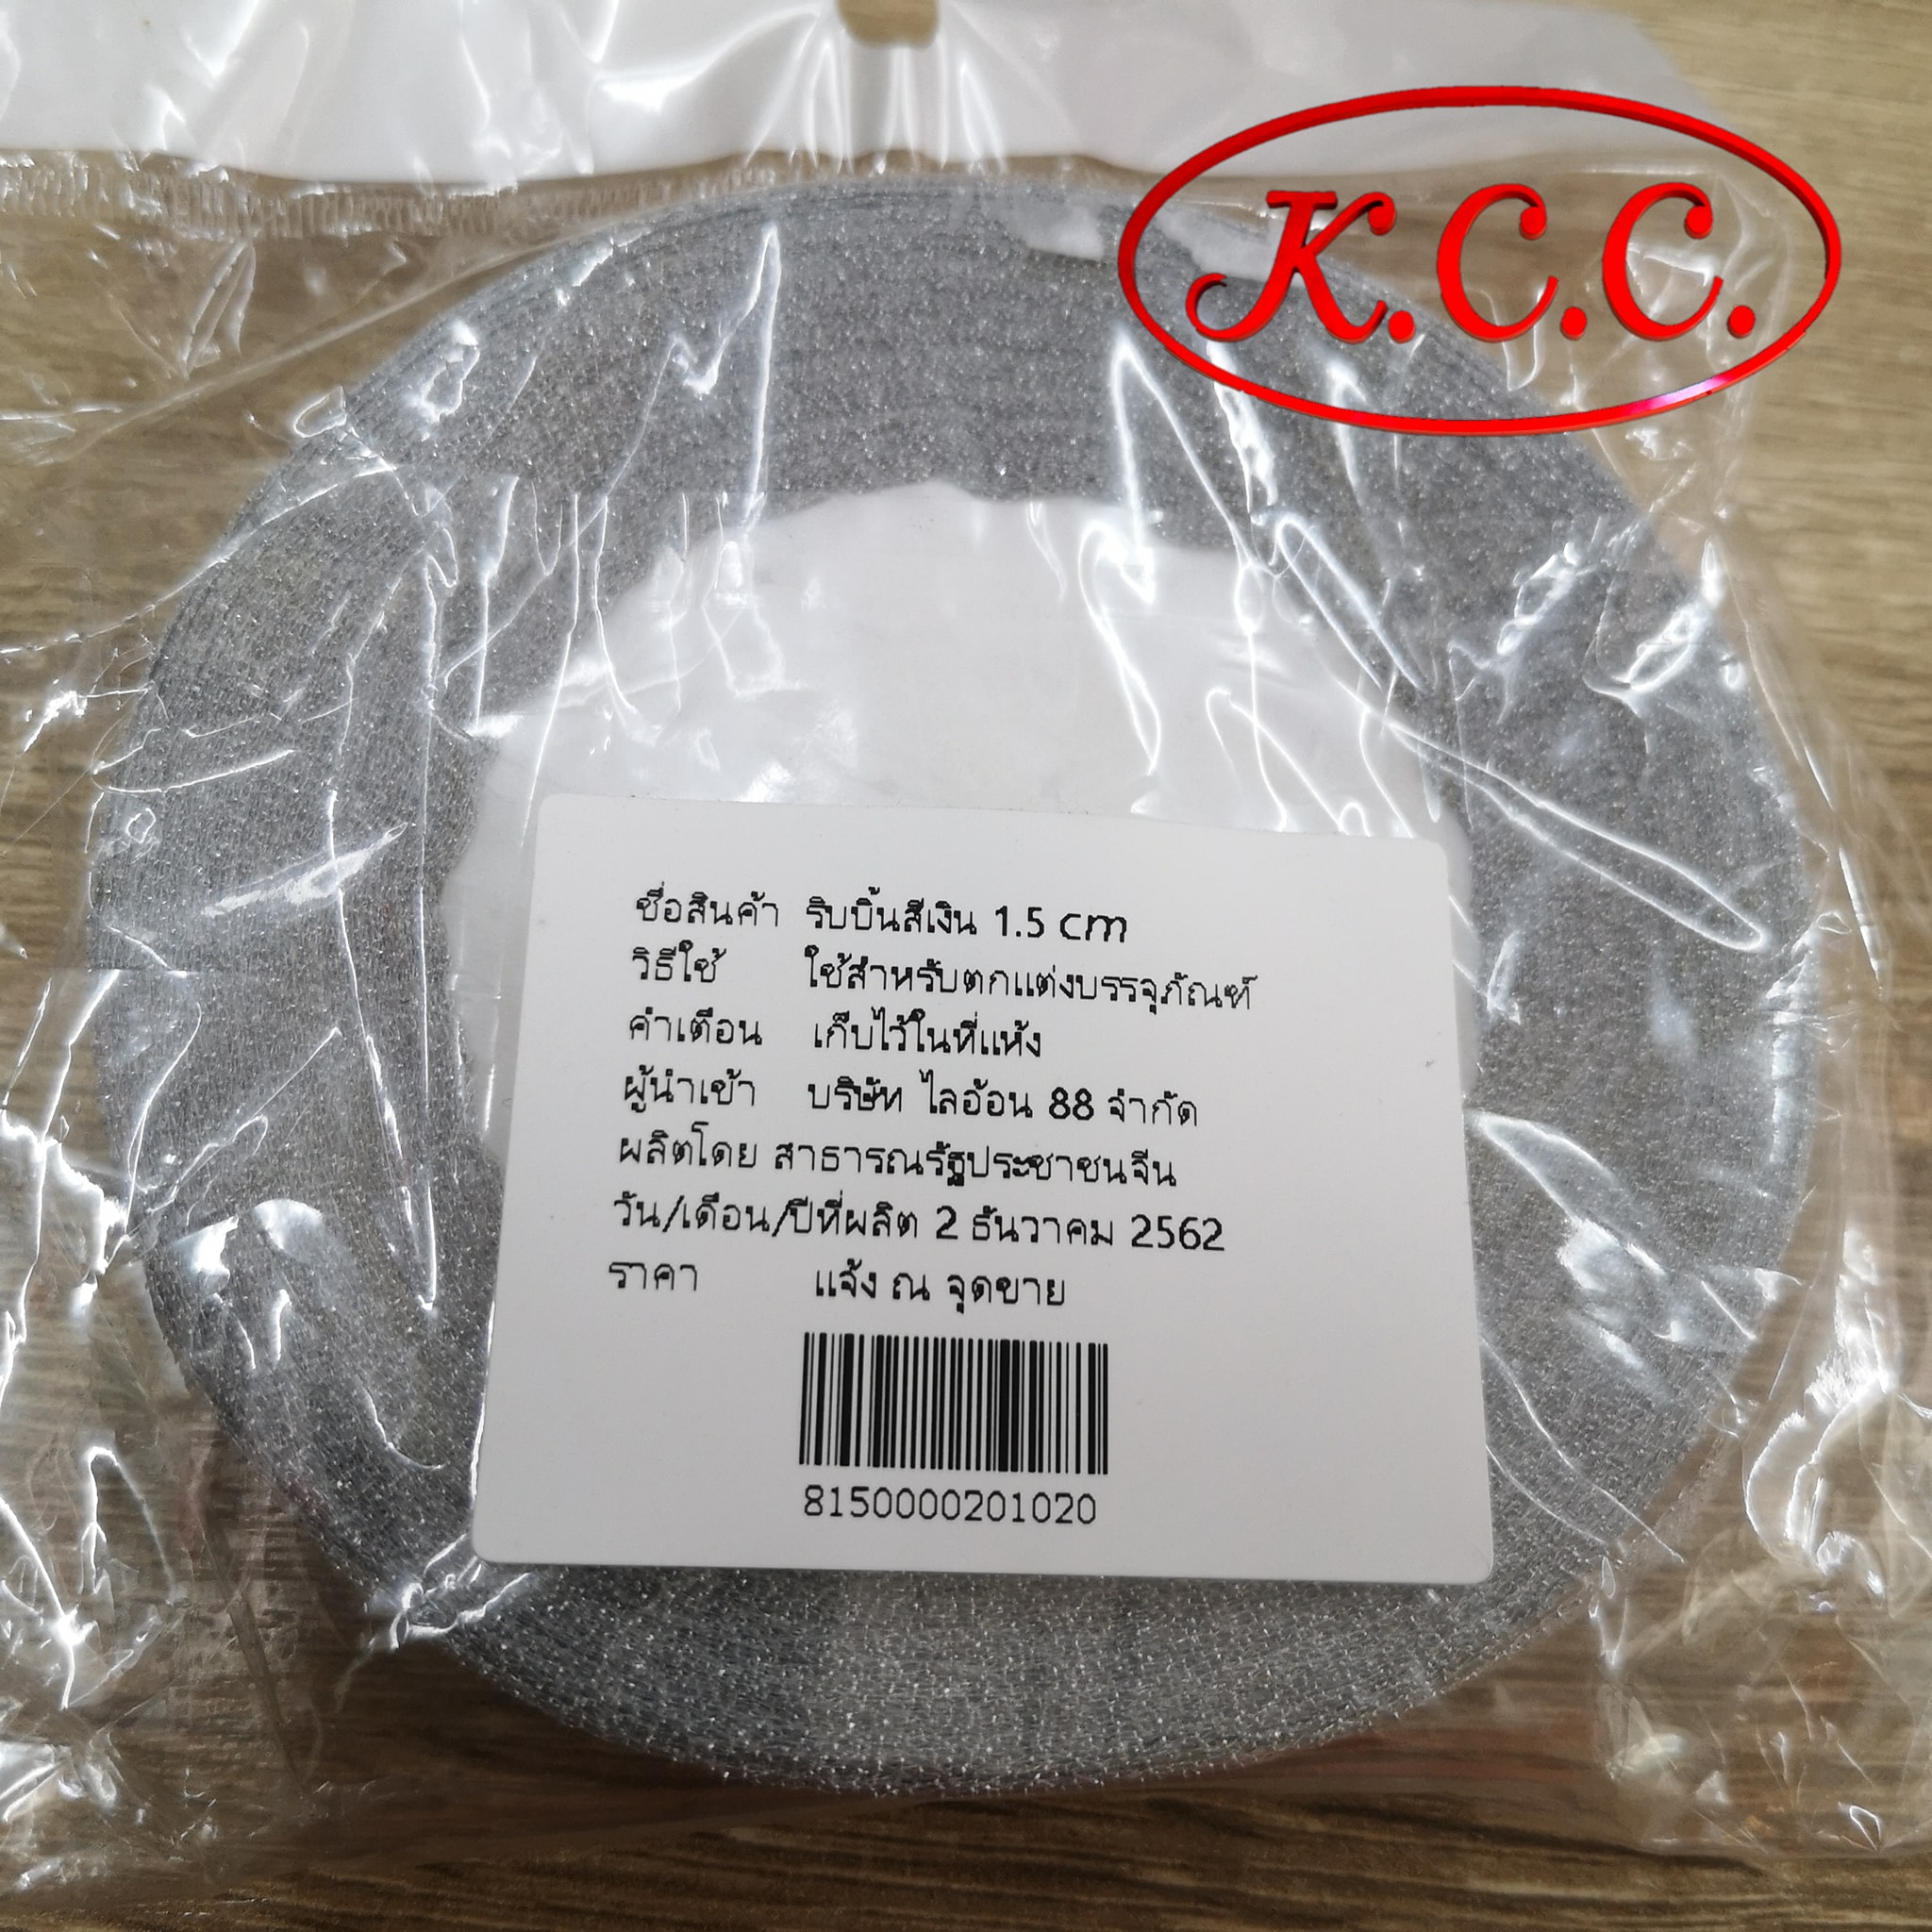 K.C.C.
ชื่อสินค้า ริบบิ้นสีเงิน 1.5 cm
วิธีใช้ ใช้สำหรับตกแต่งบรรจุภัณฑ์
คำเตือน เก็บไว้ในที่แห้ง
ผู้นำเข้า บริษัท ไลอ้อน 88 จำกัด
ผลิตโดย สาธารณรัฐประชาชนจีน
วัน/เดือน/ปีที่ผลิต 2 ธันวาคม 2562
ราคา แจ้ง ณ จุดขาย
8150000201020